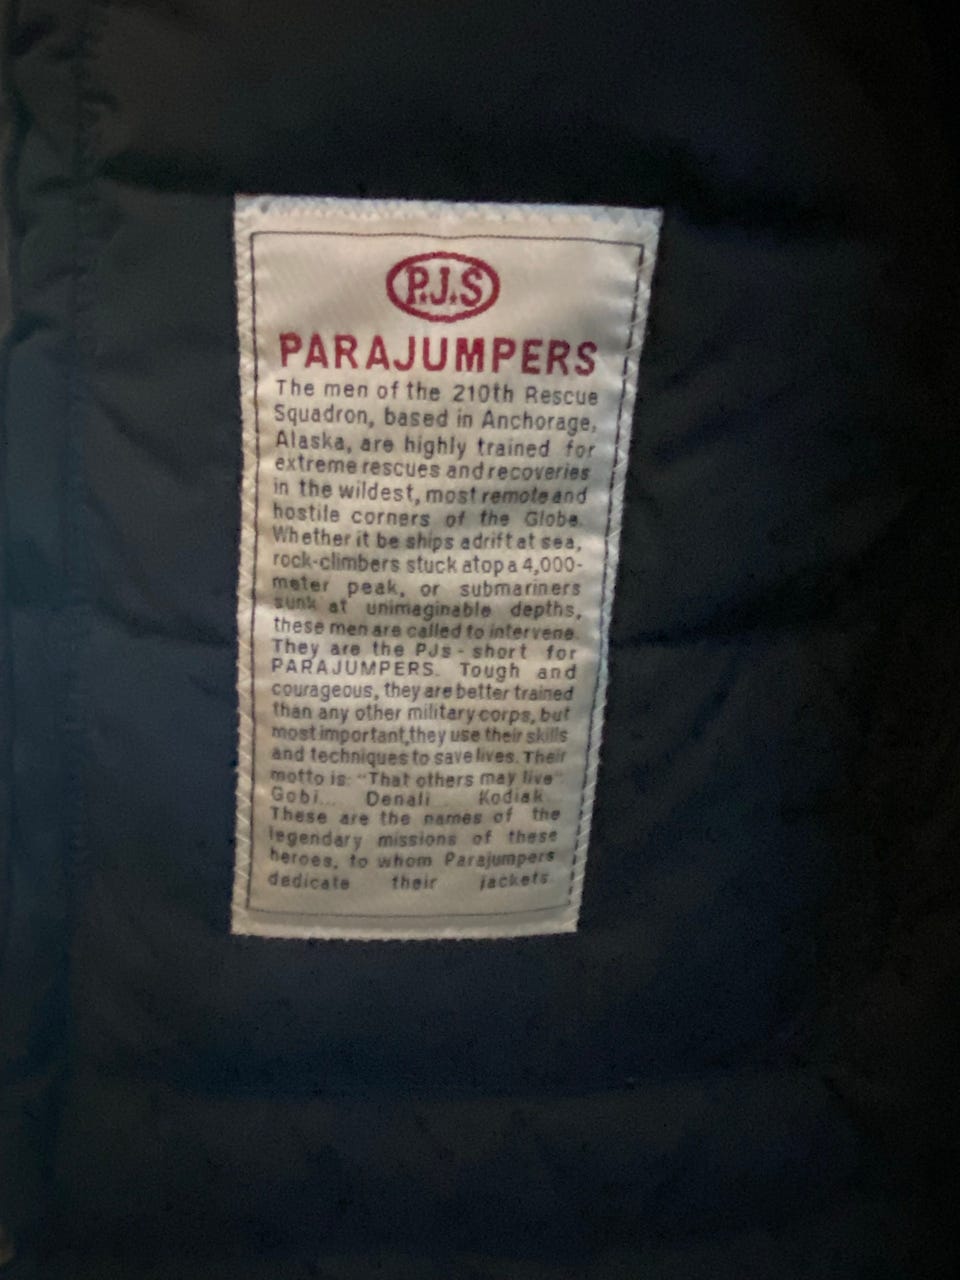 P.J.S
PARAJUMPERS
The men of the 210th Rescue
Squadron, based in Anchorage,
Alaska, are highly trained for
extreme rescues and recoveries
in the wildest, most remote and
hostile corners of the Globe.
Whether it be ships adrift at sea,
rock-climbers stuck atop a 4,000-
meter peak, or submariners
sunk at unimaginable depths,
these men are called to intervene.
They are the PJs - short for
PARAJUMPERS. Tough and
courageous, they are better trained
than any other military corps, but
most important,they use their skills
and techniques to save lives. Their
motto is: "That others may live"
Gobi... Denali... Kodiak...
These are the names of the
legendary missions of these
heroes, to whom Parajumpers
dedicate their jackets.